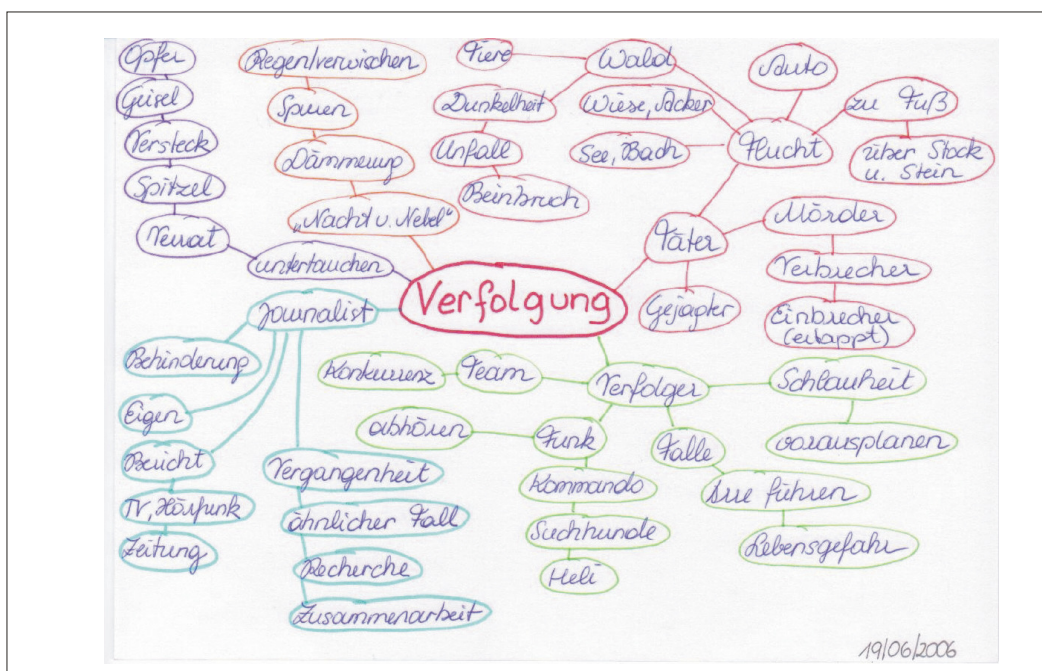 Verfolgung
untertauchen
Verrat
Spitzel
Versteck
Geisel
Opfer
„Nacht u. Nebel"
Dämmerung
Spuren
Regen/verwischen
Täter
Flucht
Wald
Tiere
Dunkelheit
Unfall
Beinbruch
Wiese, Acker
See, Bach
Auto
zu Fuß
über Stock
u. Stein
Mörder
Verbrecher
Einbrecher
(ertappt)
Gejagter
Verfolger
Team
Konkurrenz
Funk
abhören
Kommando
Suchhunde
Heli
Falle
irre führen
Lebensgefahr
Schlauheit
vorausplanen
Journalist
Behinderung
Eigen
Bericht
TV, Hörfunk
Zeitung
Vergangenheit
ähnlicher Fall
Recherche
Zusammenarbeit
19/06/2006